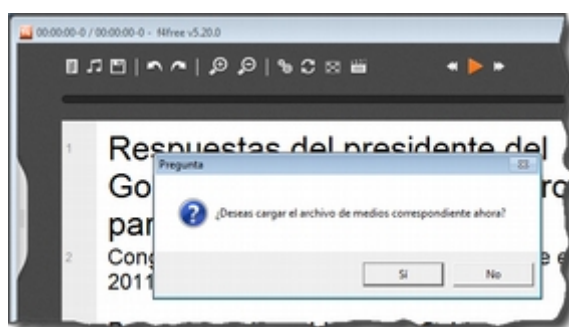 00:00:00-0 / 00:00:00-0 - f4free v5.20.0
1 Respuestas del presidente del
Pregunta
Go
¿Deseas cargar el archivo de medios correspondiente ahora?
par
2 Cong
2011
Sí No